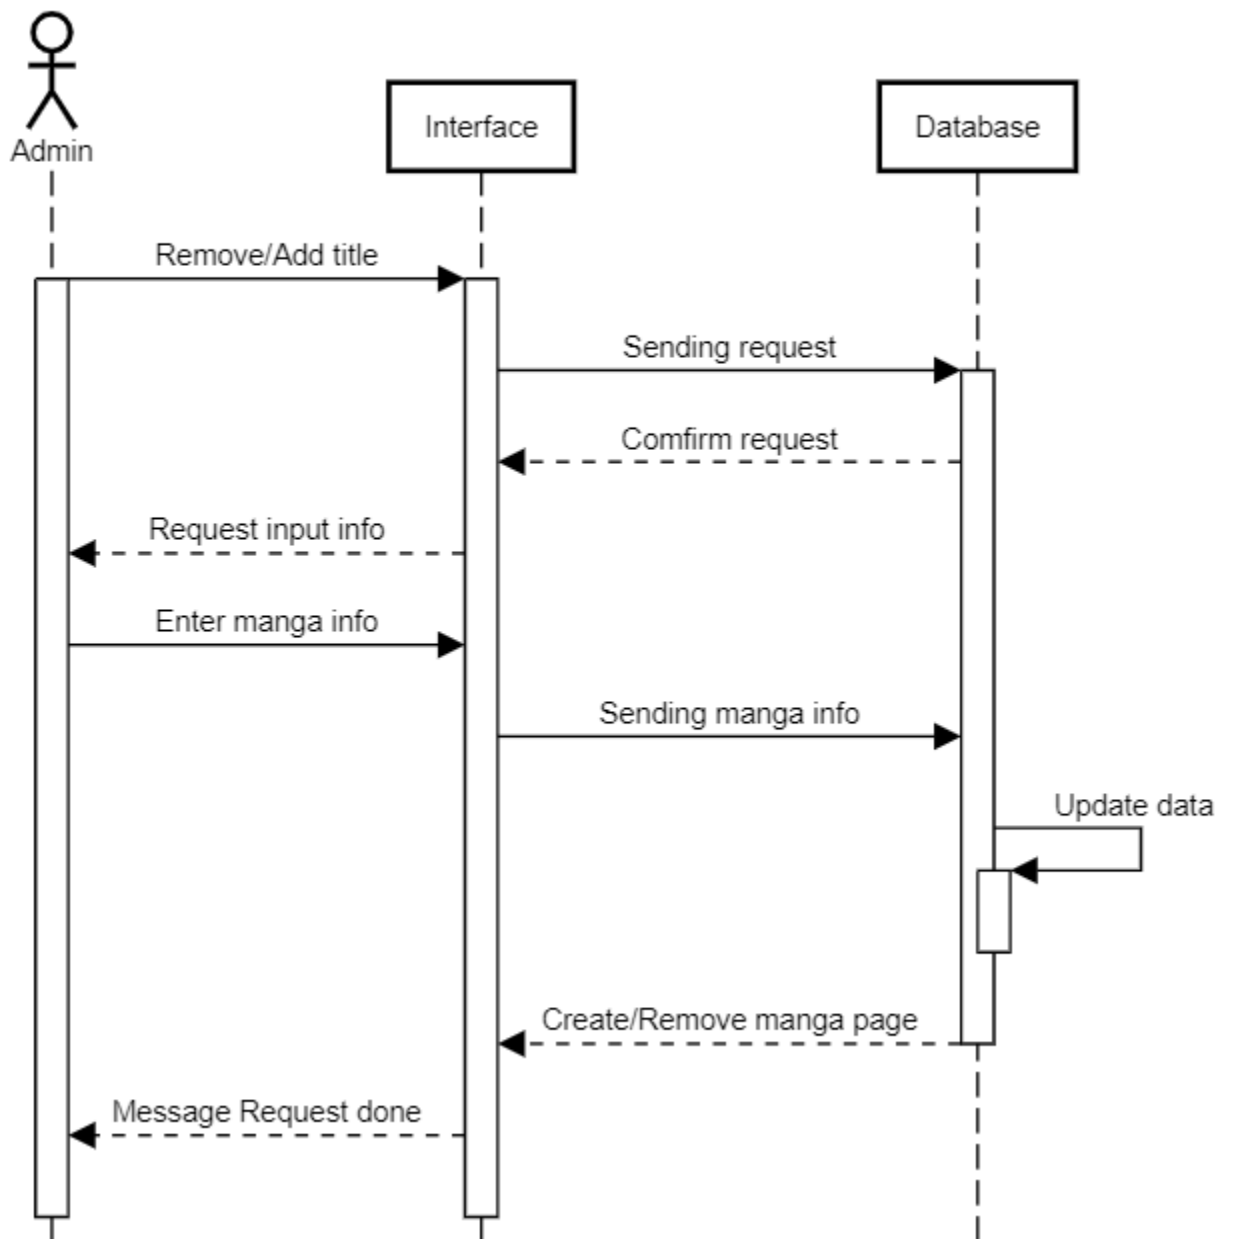 Admin
Interface
Database
Remove/Add title
Sending request
Comfirm request
Request input info
Enter manga info
Sending manga info
Update data
Create/Remove manga page
Message Request done